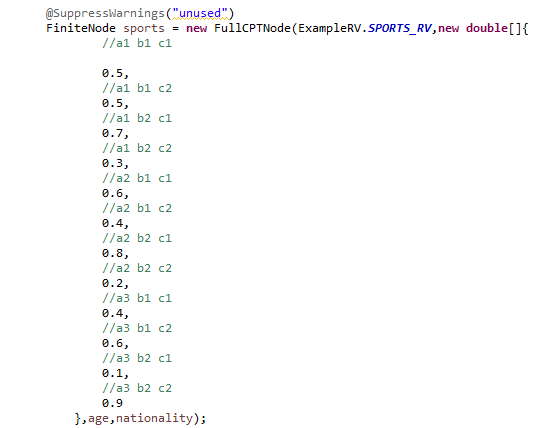 @SuppressWarnings("unused")
FiniteNode sports = new FullCPTNode(ExampleRV.SPORTS_RV,new double[]{
//a1 b1 c1
0.5,
//a1 b1 c2
0.5,
//a1 b2 c1
0.7,
//a1 b2 c2
0.3,
//a2 b1 c1
0.6,
//a2 b1 c2
0.4,
//a2 b2 c1
0.8,
//a2 b2 c2
0.2,
//a3 b1 c1
0.4,
//a3 b1 c2
0.6,
//a3 b2 c1
0.1,
//a3 b2 c2
0.9
},age,nationality);